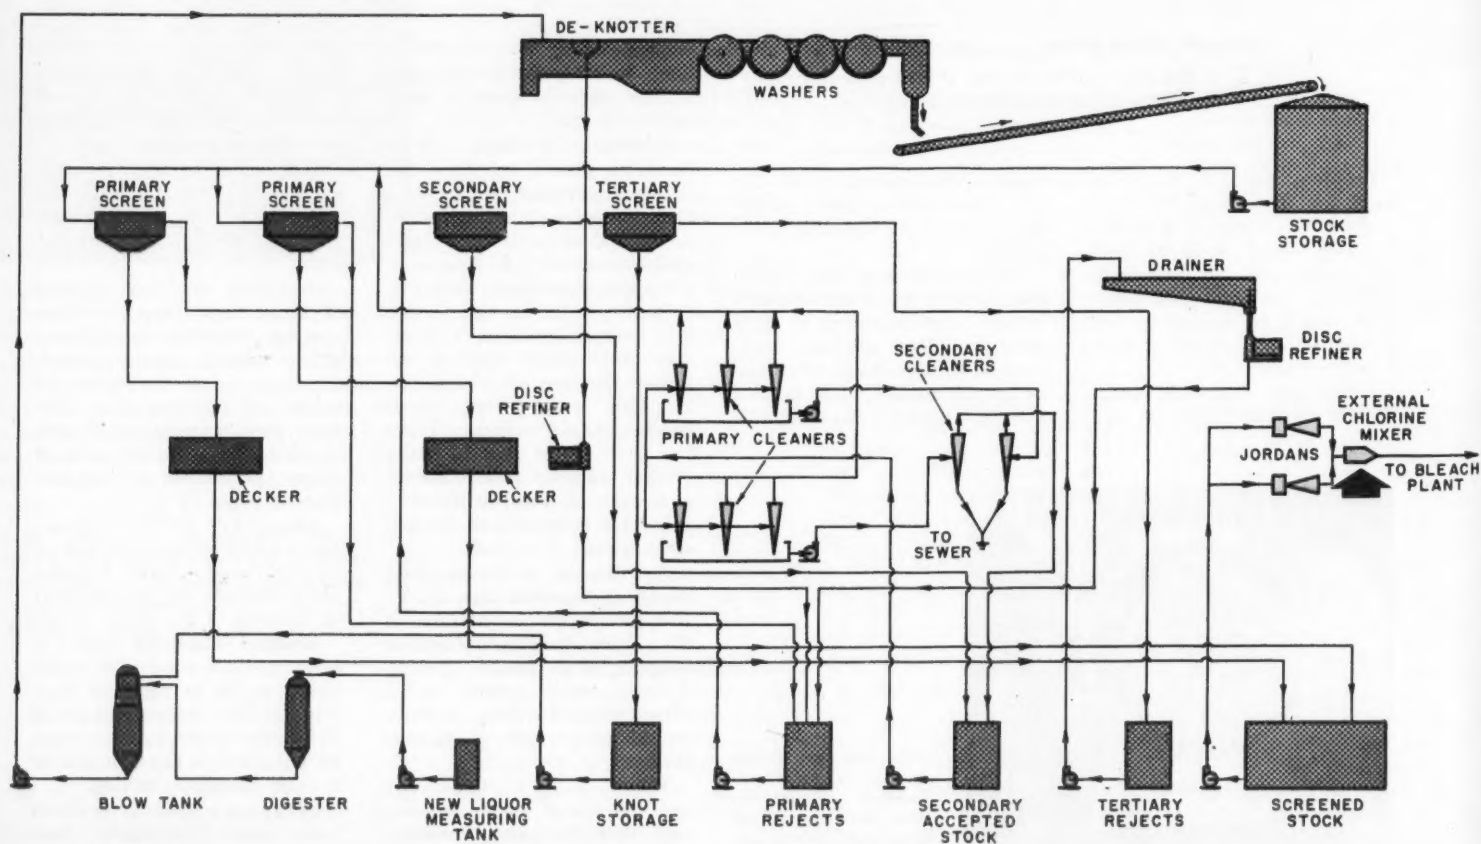 DE-KNOTTER
WASHERS
PRIMARY
SCREEN
PRIMARY
SCREEN
SECONDARY
SCREEN
TERTIARY
SCREEN
STOCK
STORAGE
DRAINER
DISC
REFINER
SECONDARY
CLEANERS
EXTERNAL
CHLORINE
MIXER
DISC
REFINER
PRIMARY CLEANERS
JORDANS
TO BLEACH
PLANT
DECKER
DECKER
TO
SEWER
BLOW TANK
DIGESTER
NEW LIQUOR
MEASURING
TANK
KNOT
STORAGE
PRIMARY
REJECTS
SECONDARY
ACCEPTED
STOCK
TERTIARY
REJECTS
SCREENED
STOCK